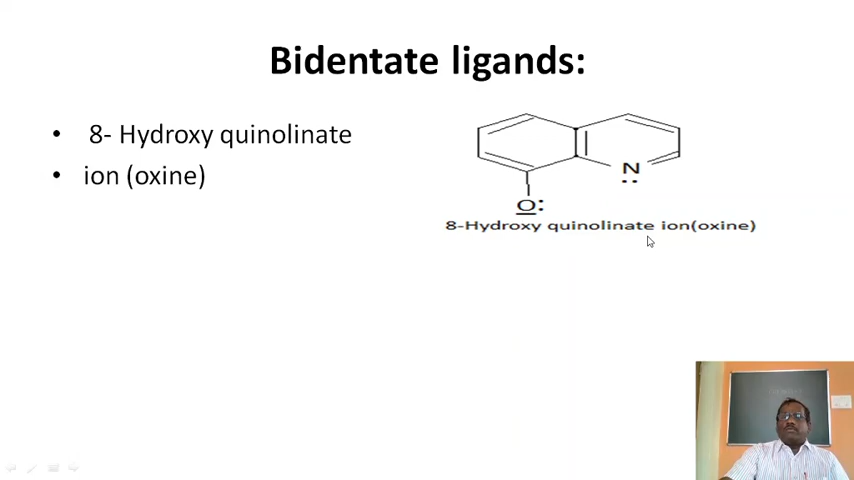 Bidentate ligands:
• 8- Hydroxy quinolinate
• ion (oxine)
N
O:
8-Hydroxy quinolinate ion(oxine)